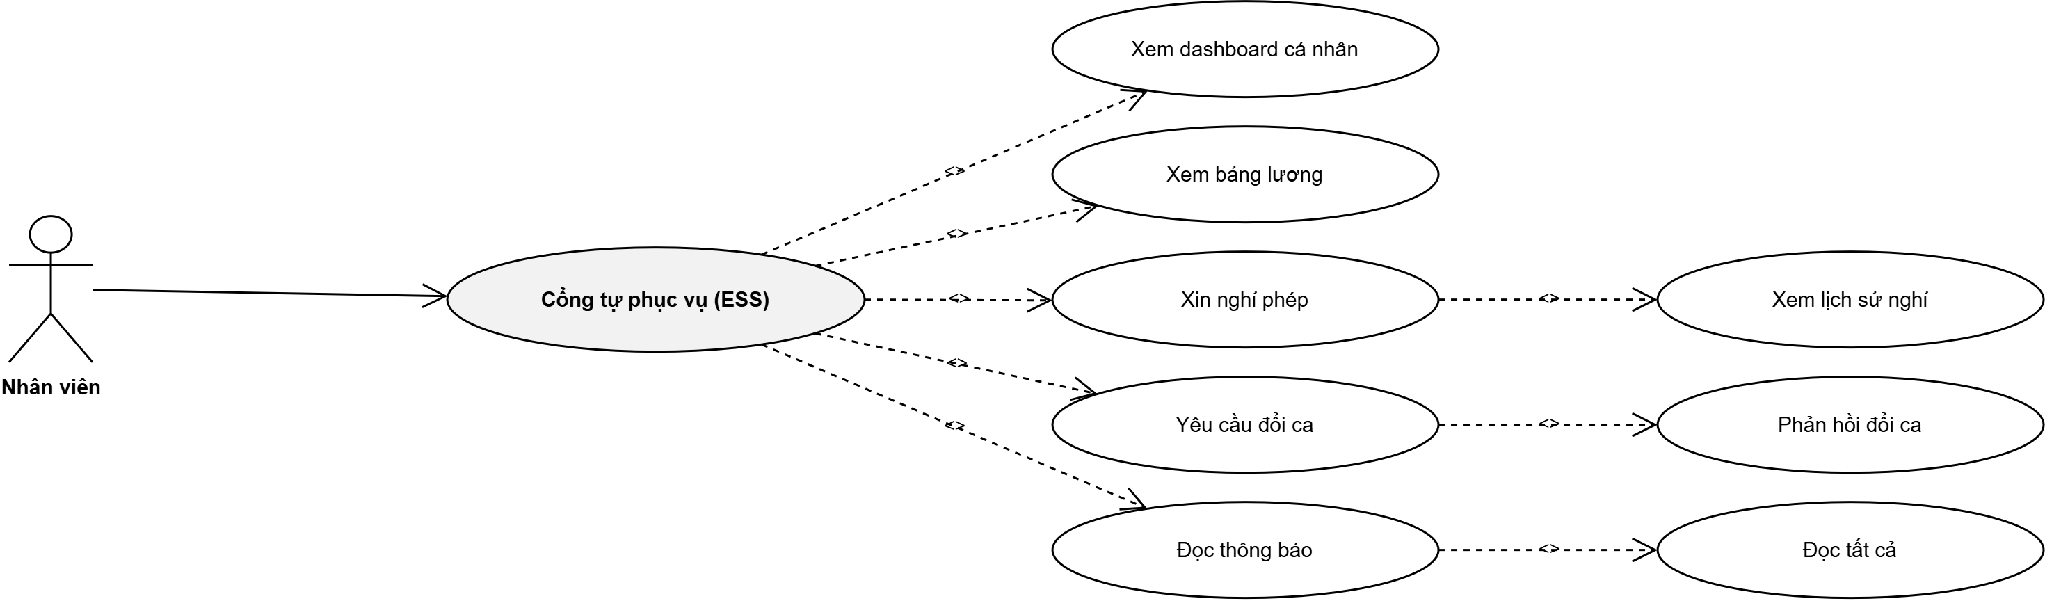 Xem dashboard cá nhân
<>
Xem bảng lương
<>
Cổng tự phục vụ (ESS)
<>
Xin nghỉ phép
<>
Xem lịch sử nghỉ
Nhân viên
<>
Yêu cầu đổi ca
<>
Phản hồi đổi ca
<>
Đọc thông báo
<>
Đọc tất cả